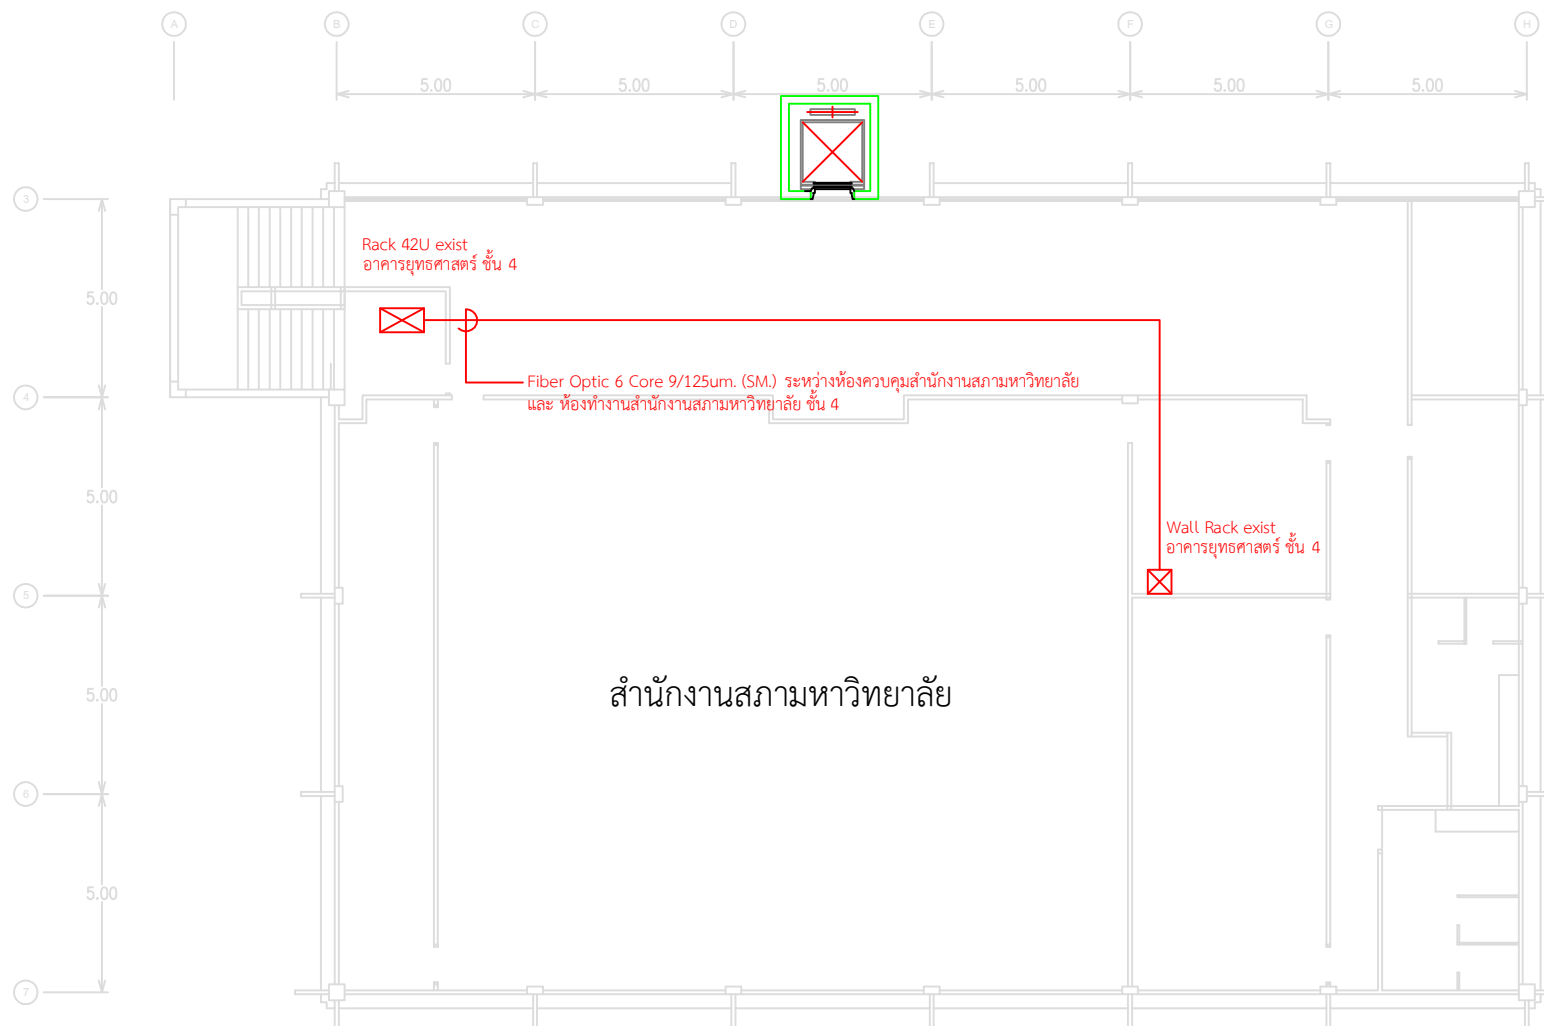 A B C D E F G H
5.00 5.00 5.00 5.00 5.00 5.00
3
Rack 42U exist
อาคารยุทธศาสตร์ ชั้น 4
5.00
Fiber Optic 6 Core 9/125um. (SM.) ระหว่างห้องควบคุมสำนักงานสภามหาวิทยาลัย
และ ห้องทำงานสำนักงานสภามหาวิทยาลัย ชั้น 4
4
5.00
Wall Rack exist
อาคารยุทธศาสตร์ ชั้น 4
5
สำนักงานสภามหาวิทยาลัย
5.00
6
5.00
7